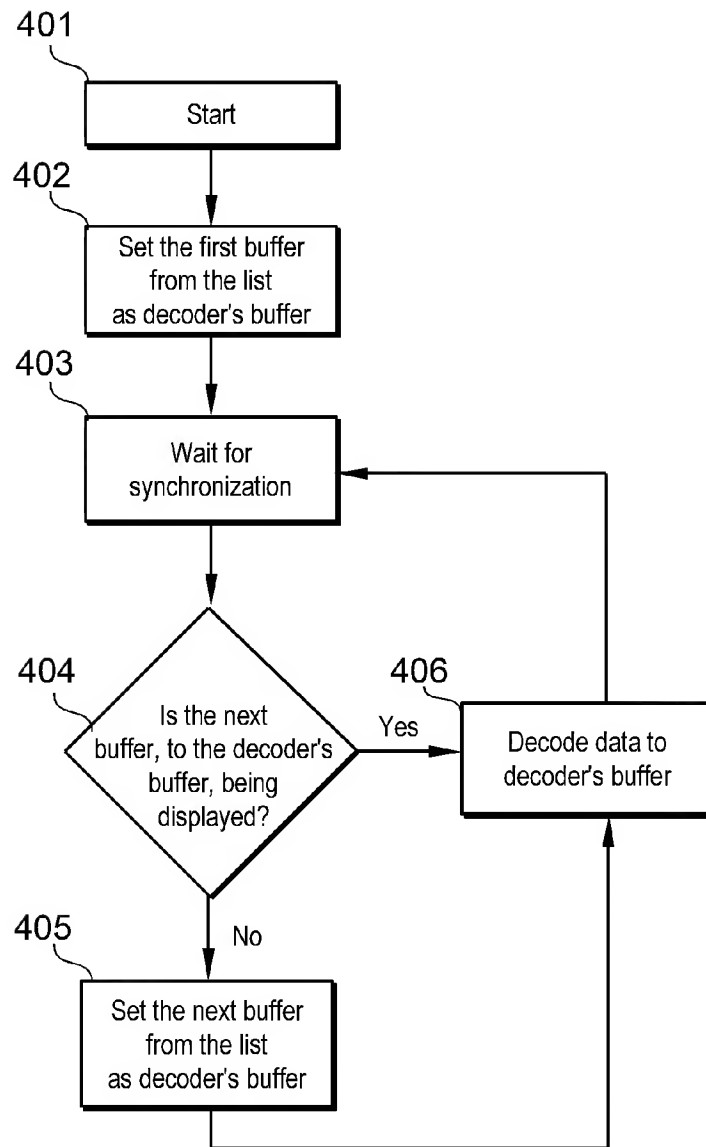 401
Start
402
Set the first buffer
from the list
as decoder's buffer
403
Wait for
synchronization
404
Is the next
buffer, to the decoder's
buffer, being
displayed?
Yes
406
Decode data to
decoder's buffer
No
405
Set the next buffer
from the list
as decoder's buffer